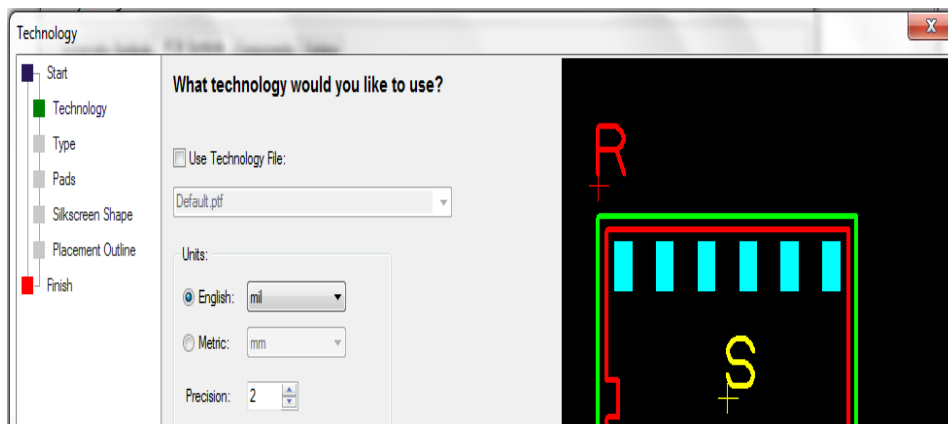 Technology
Start
Technology
Type
Pads
Silkscreen Shape
Placement Outline
Finish
What technology would you like to use?
Use Technology File:
Default.ptf
Units:
English: mil
Metric: mm
Precision: 2
R
S